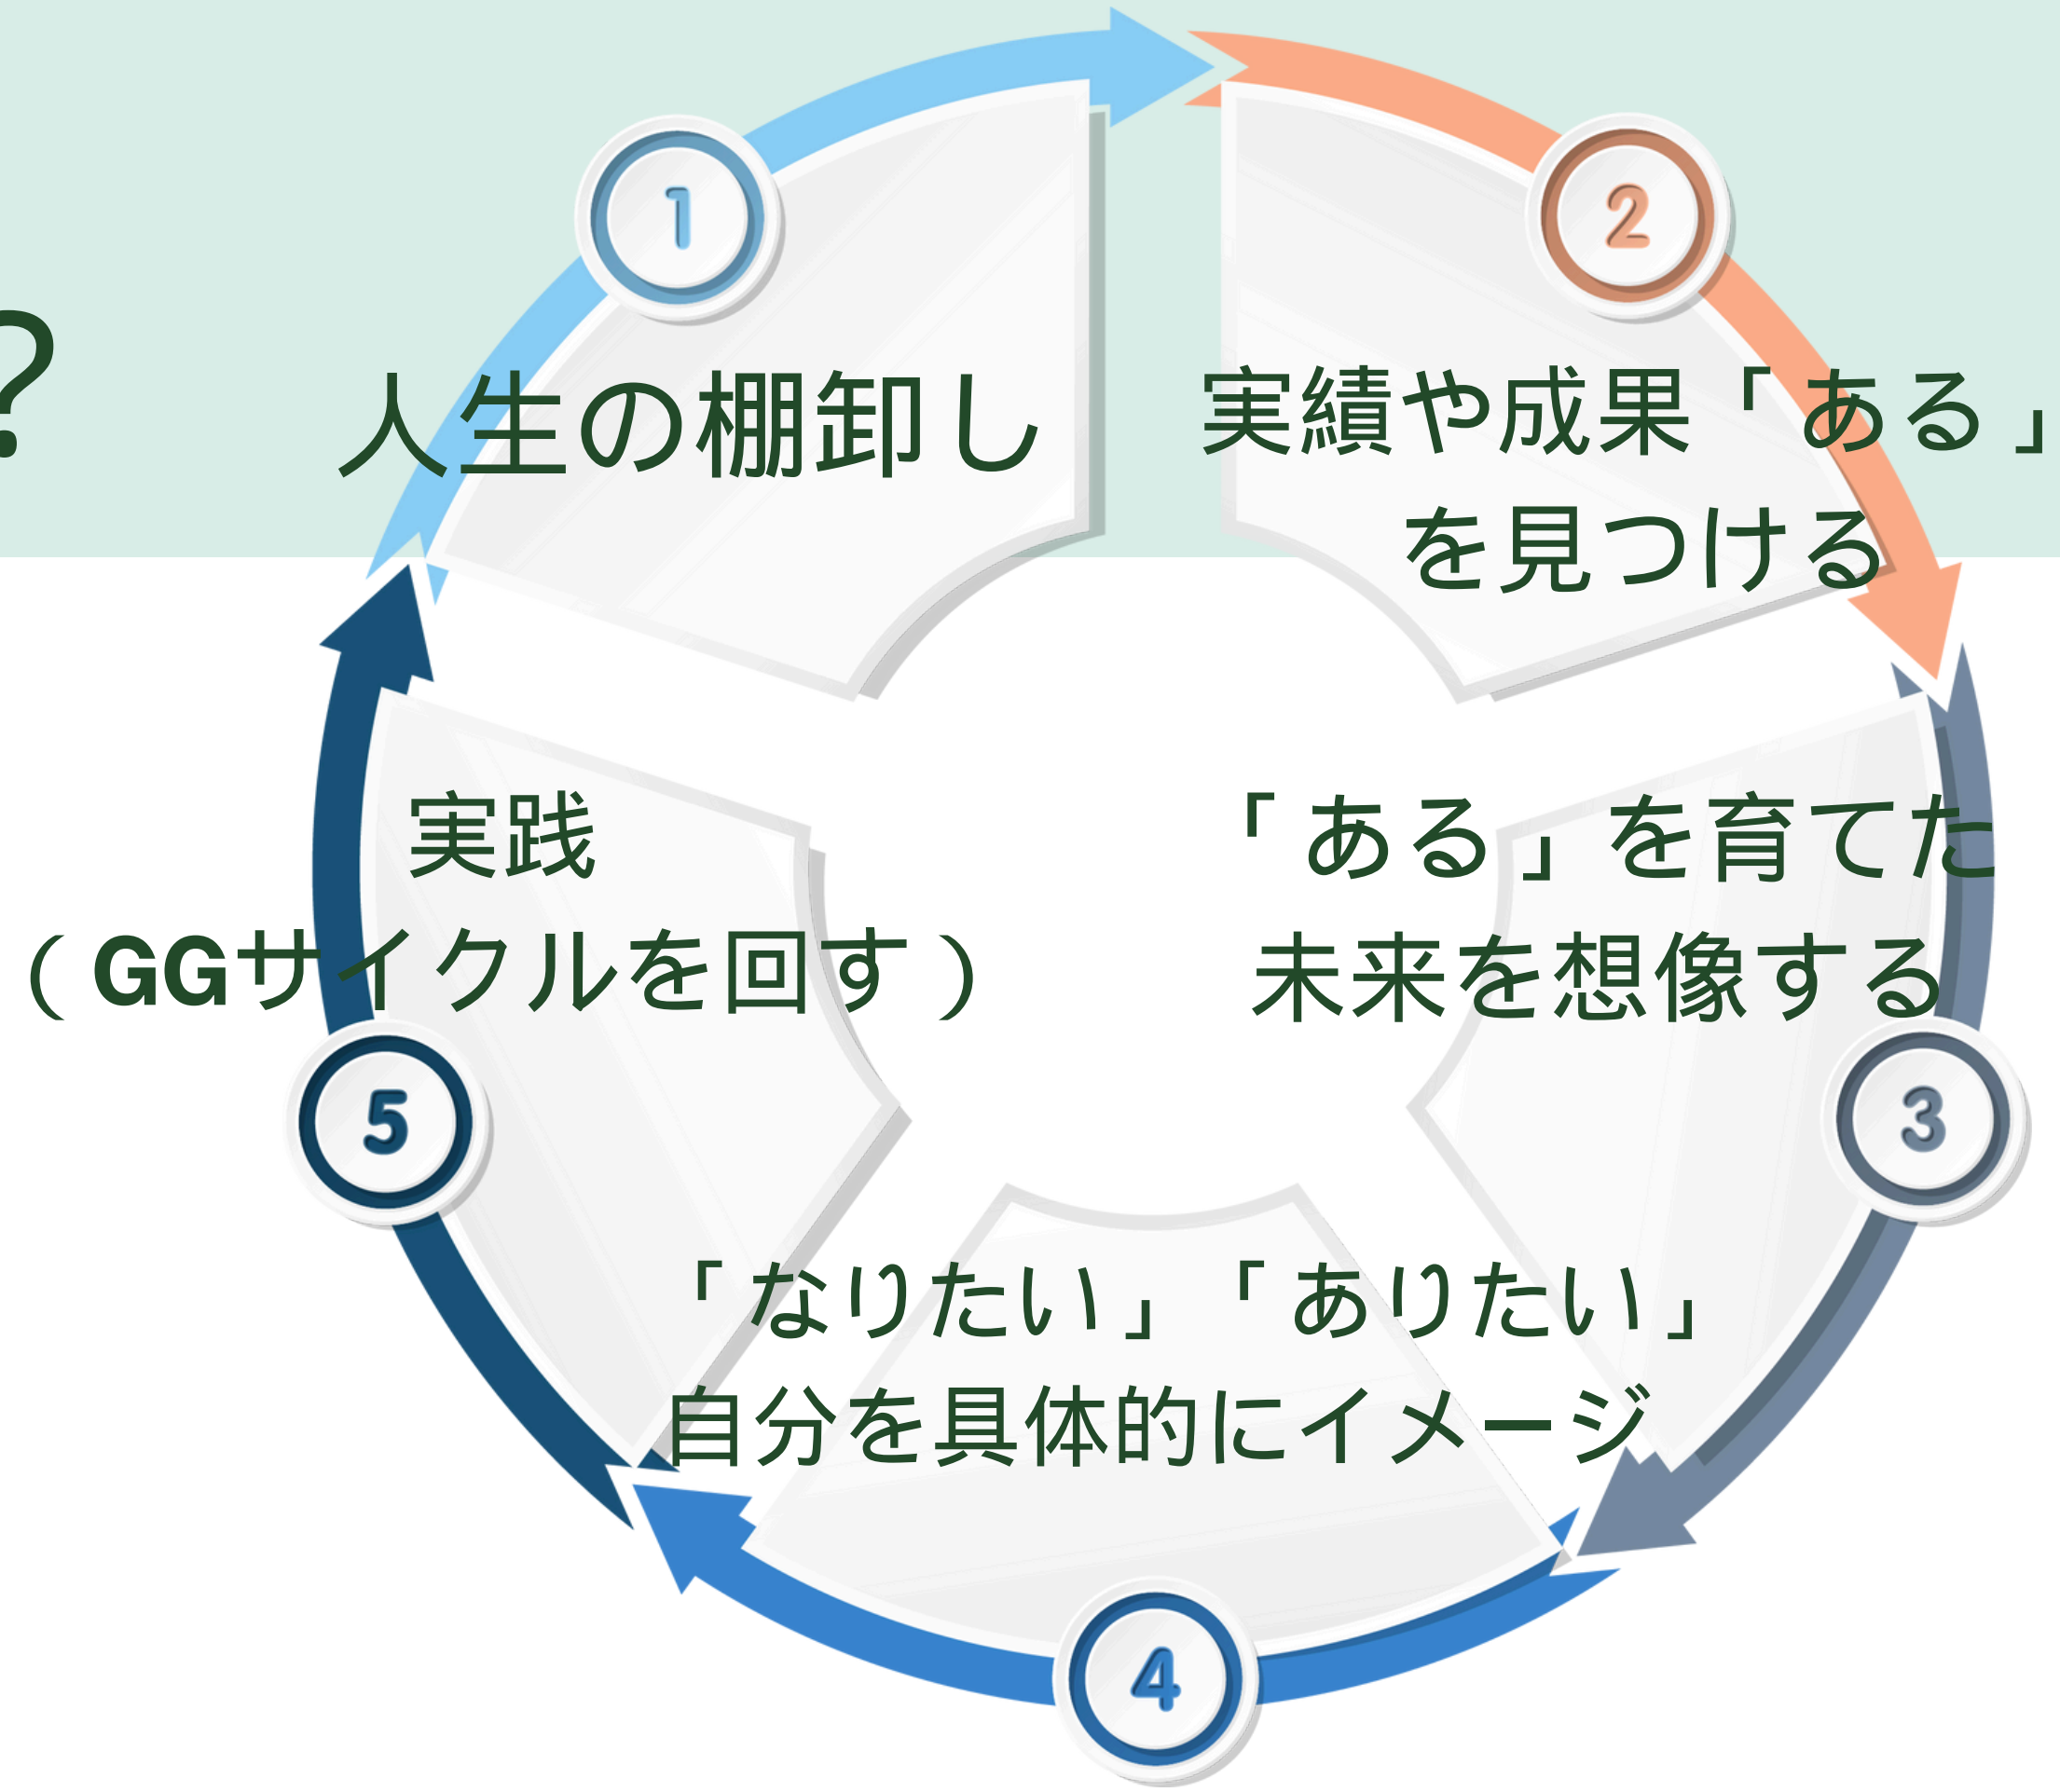 ?
1
人生の棚卸し
2
実績や成果「ある」
を見つける
3
「ある」を育てた
未来を想像する
4
「なりたい」「ありたい」
自分を具体的にイメージ
5
実践
（GGサイクルを回す）